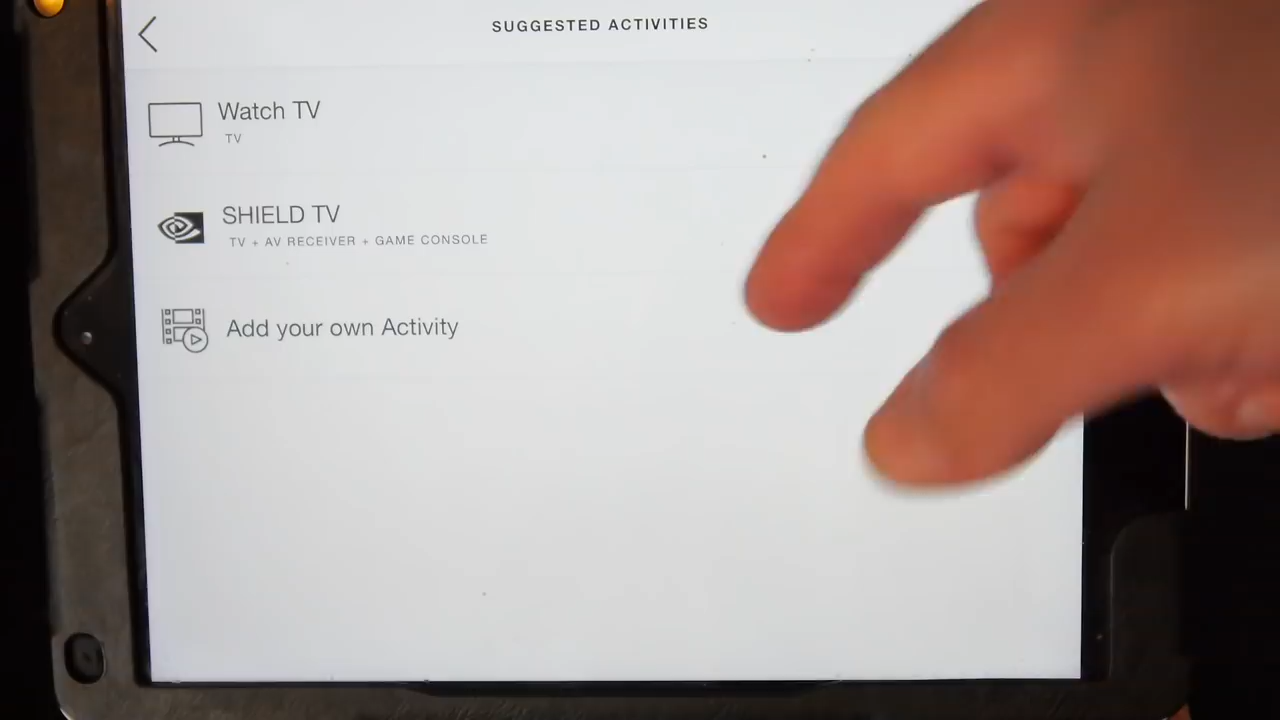 SUGGESTED ACTIVITIES
Watch TV
TV
SHIELD TV
TV + AV RECEIVER + GAME CONSOLE
Add your own Activity